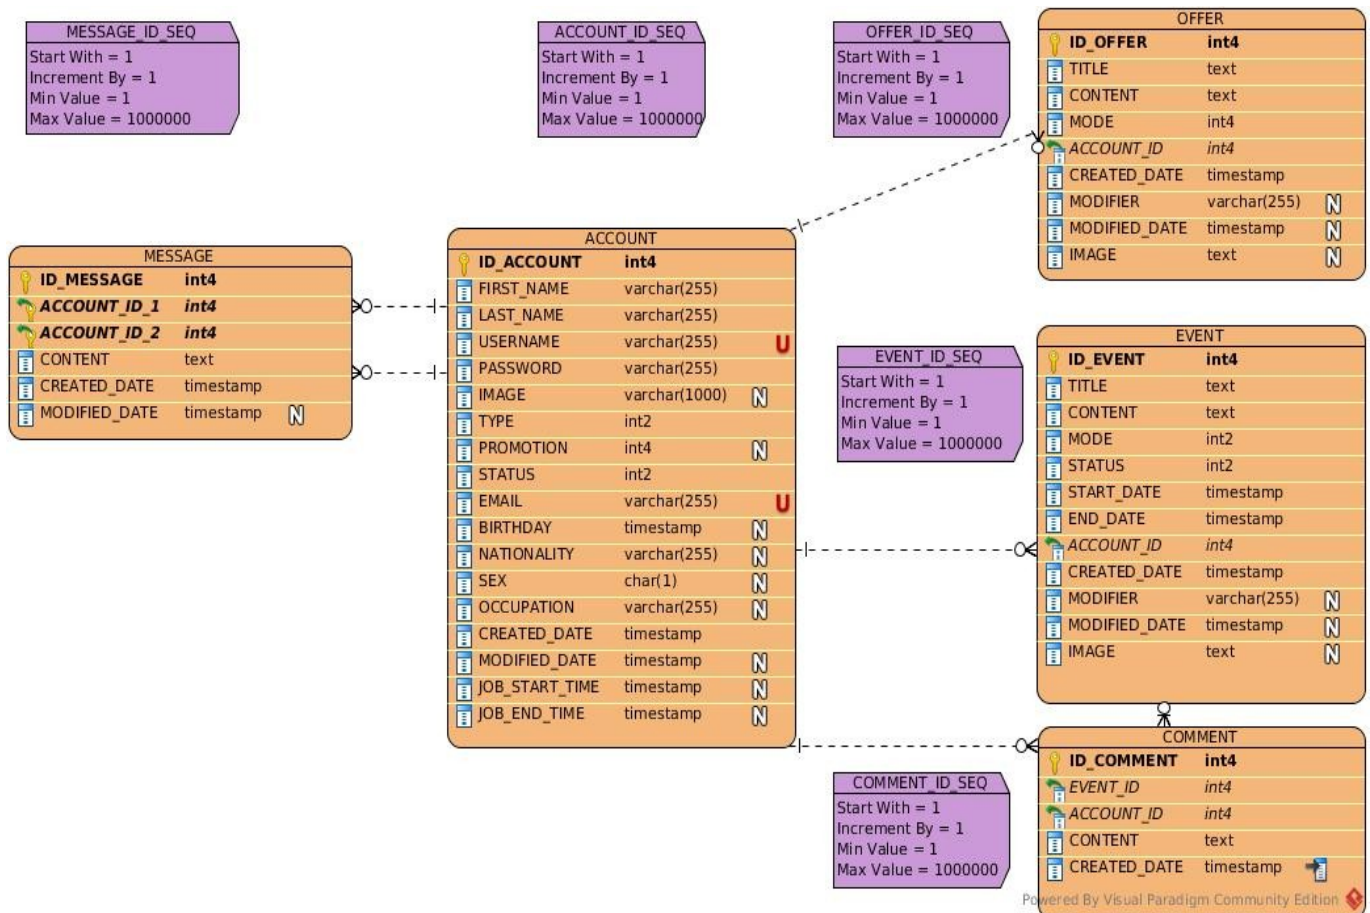 MESSAGE_ID_SEQ
Start With = 1
Increment By = 1
Min Value = 1
Max Value = 1000000
ACCOUNT_ID_SEQ
Start With = 1
Increment By = 1
Min Value = 1
Max Value = 1000000
OFFER_ID_SEQ
Start With = 1
Increment By = 1
Min Value = 1
Max Value = 1000000
OFFER
ID_OFFER int4
TITLE text
CONTENT text
MODE int4
ACCOUNT_ID int4
CREATED_DATE timestamp
MODIFIER varchar(255) N
MODIFIED_DATE timestamp N
IMAGE text N
MESSAGE
ID_MESSAGE int4
ACCOUNT_ID_1 int4
ACCOUNT_ID_2 int4
CONTENT text
CREATED_DATE timestamp
MODIFIED_DATE timestamp N
ACCOUNT
ID_ACCOUNT int4
FIRST_NAME varchar(255)
LAST_NAME varchar(255)
USERNAME varchar(255) U
PASSWORD varchar(255)
IMAGE varchar(1000) N
TYPE int2
PROMOTION int4 N
STATUS int2
EMAIL varchar(255) U
BIRTHDAY timestamp N
NATIONALITY varchar(255) N
SEX char(1) N
OCCUPATION varchar(255) N
CREATED_DATE timestamp
MODIFIED_DATE timestamp N
JOB_START_TIME timestamp N
JOB_END_TIME timestamp N
EVENT_ID_SEQ
Start With = 1
Increment By = 1
Min Value = 1
Max Value = 1000000
EVENT
ID_EVENT int4
TITLE text
CONTENT text
MODE int2
STATUS int2
START_DATE timestamp
END_DATE timestamp
ACCOUNT_ID int4
CREATED_DATE timestamp
MODIFIER varchar(255) N
MODIFIED_DATE timestamp N
IMAGE text N
COMMENT_ID_SEQ
Start With = 1
Increment By = 1
Min Value = 1
Max Value = 1000000
COMMENT
ID_COMMENT int4
EVENT_ID int4
ACCOUNT_ID int4
CONTENT text
CREATED_DATE timestamp
Powered By Visual Paradigm Community Edition